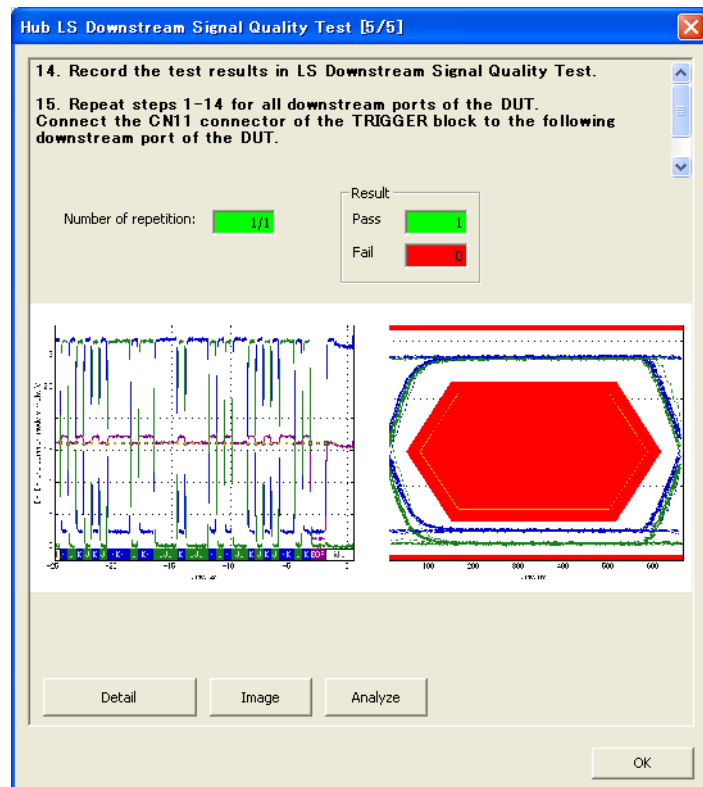 Hub LS Downstream Signal Quality Test [5/5]
14. Record the test results in LS Downstream Signal Quality Test.
15. Repeat steps 1-14 for all downstream ports of the DUT.
Connect the CN11 connector of the TRIGGER block to the following
downstream port of the DUT.
Result
Number of repetition: 1/1
Pass 1
Fail 0
-25 -20 -15 -10 -5 0
100 200 300 400 500 600
Detail Image Analyze
OK